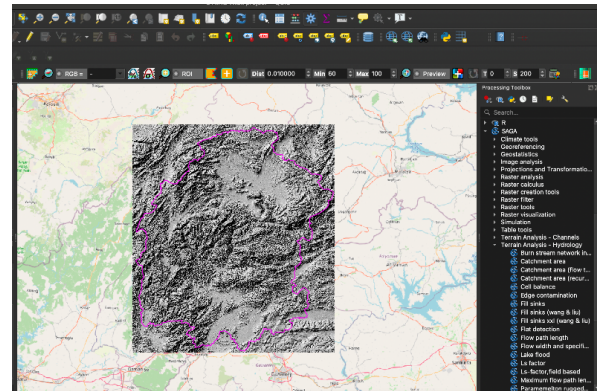 RGB =
-
ROI
Dist 0.010000
Min 60
Max 100
Preview
T 0
S 200
Processing Toolbox
Search...
R
SAGA
Climate tools
Georeferencing
Geostatistics
Image analysis
Projections and Transformatio...
Raster analysis
Raster calculus
Raster creation tools
Raster filter
Raster tools
Raster visualization
Simulation
Table tools
Terrain Analysis - Channels
Terrain Analysis - Hydrology
Burn stream network in...
Catchment area
Catchment area (flow t...
Catchment area (recur...
Cell balance
Edge contamination
Fill sinks
Fill sinks (wang & liu)
Fill sinks xxl (wang & liu)
Flat detection
Flow path length
Flow width and specifi...
Lake flood
Ls factor
Ls-factor,field based
Maximum flow path len...
Paramemelton rugged...